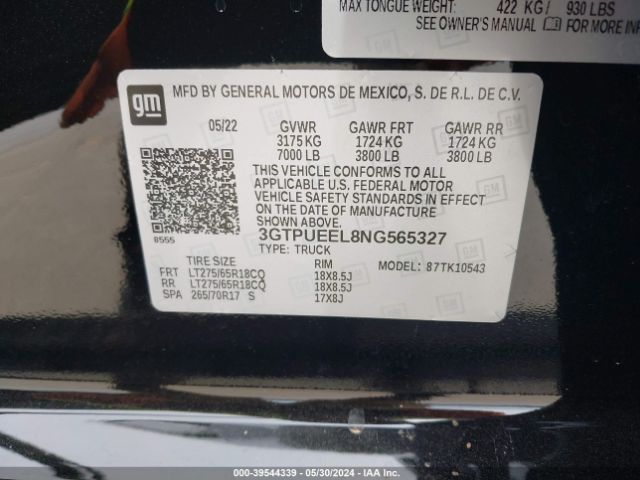 MAX TONGUE WEIGHT: 422 KG / 930 LBS
SEE OWNER'S MANUAL FOR MORE INF
gm
MFD BY GENERAL MOTORS DE MEXICO, S. DE R.L. DE C.V.
05/22 GVWR GAWR FRT GAWR RR
3175 KG 1724 KG 1724 KG
7000 LB 3800 LB 3800 LB
THIS VEHICLE CONFORMS TO ALL
APPLICABLE U.S. FEDERAL MOTOR
VEHICLE SAFETY STANDARDS IN EFFECT
ON THE DATE OF MANUFACTURE
SHOWN ABOVE.
8555 3GTPUEEL8NG565327
TYPE: TRUCK
TIRE SIZE RIM MODEL: 87TK10543
FRT LT275/65R18CQ 18X8.5J
RR LT275/65R18CQ 18X8.5J
SPA 265/70R17 S 17X8J
000-39544339 - 05/30/2024 - IAA Inc.